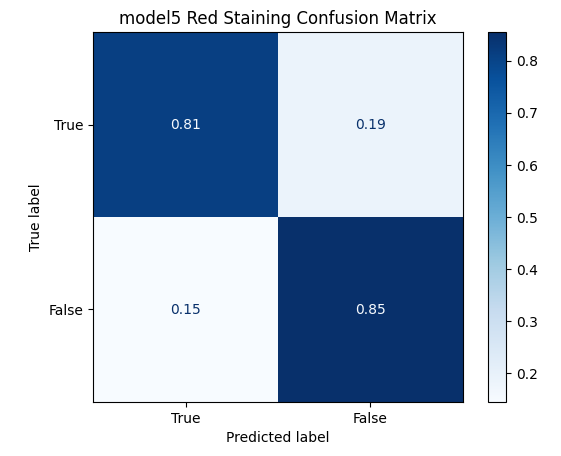 model5 Red Staining Confusion Matrix
True label
True
0.81
0.19
False
0.15
0.85
True
False
Predicted label
0.8
0.7
0.6
0.5
0.4
0.3
0.2